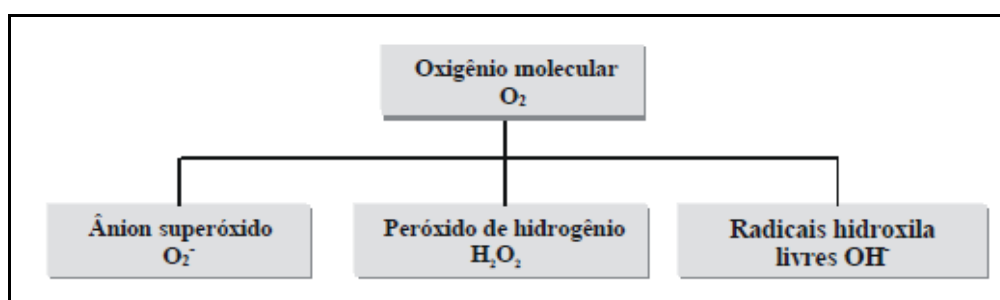 Oxigênio molecular
O₂
Ânion superóxido
O₂⁻
Peróxido de hidrogênio
H₂O₂
Radicais hidroxila
livres OH⁻